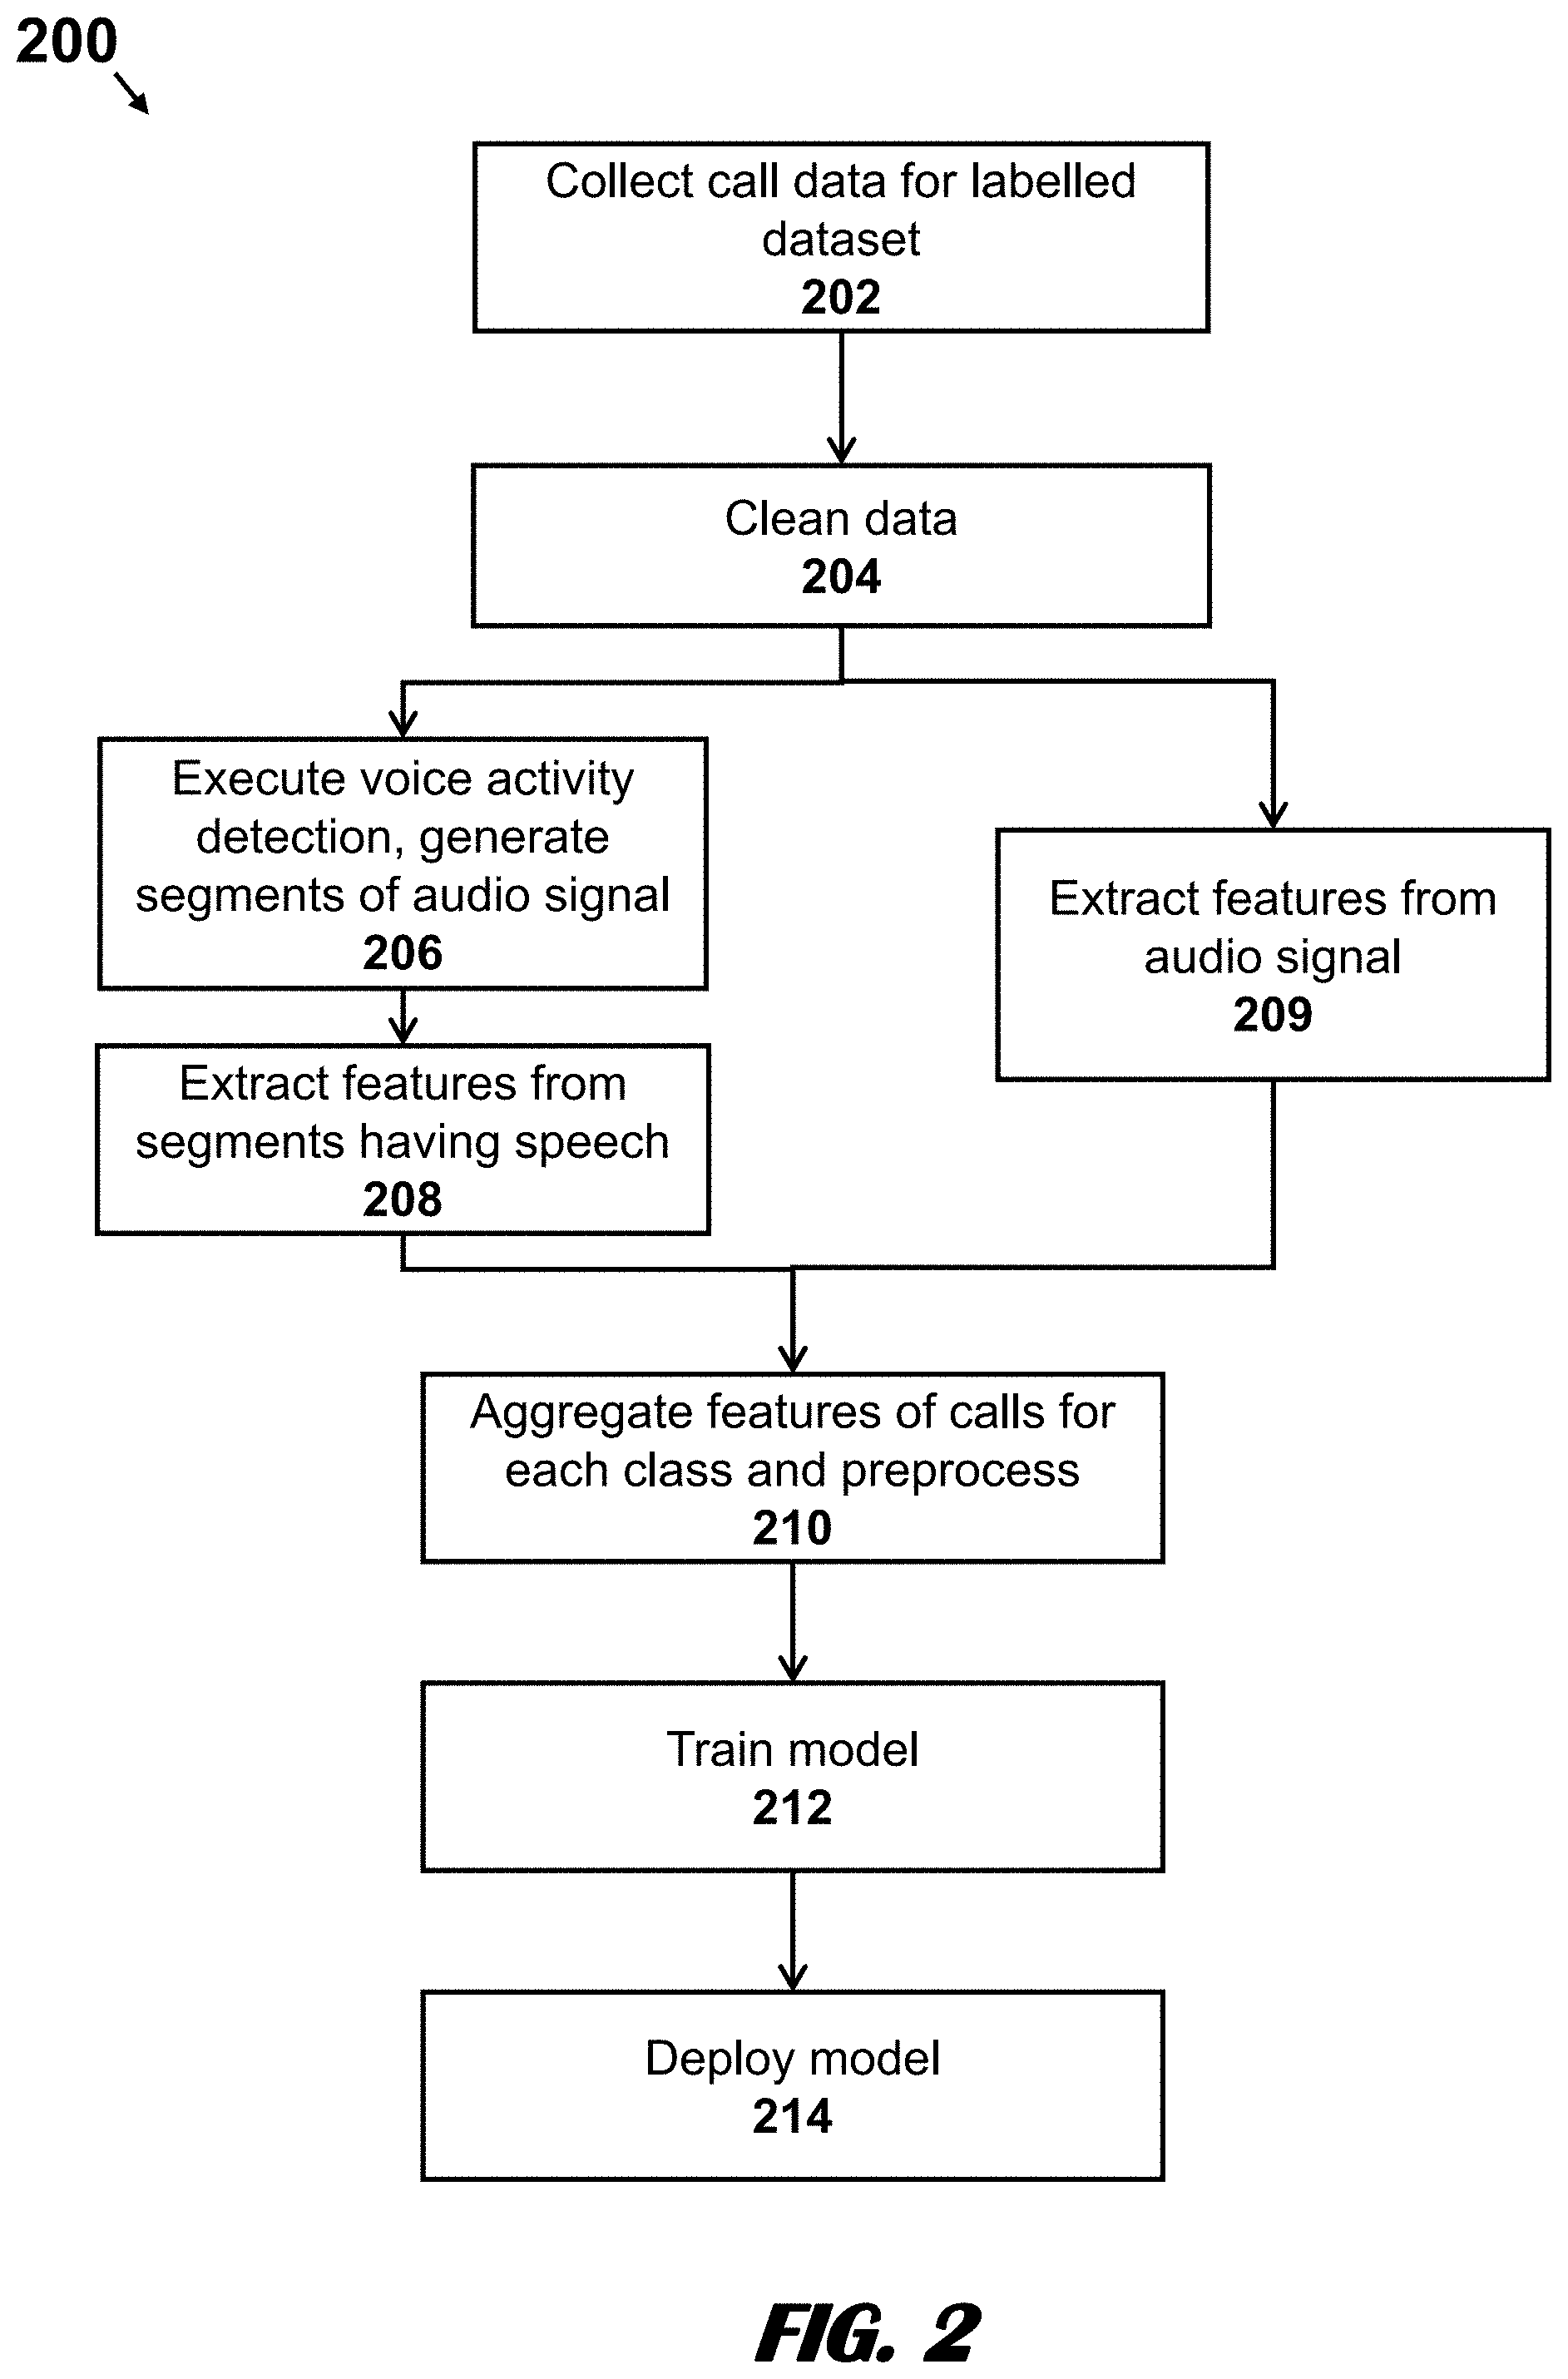 200
Collect call data for labelled
dataset
202
Clean data
204
Execute voice activity
detection, generate
segments of audio signal
206
Extract features from
audio signal
209
Extract features from
segments having speech
208
Aggregate features of calls for
each class and preprocess
210
Train model
212
Deploy model
214
FIG. 2